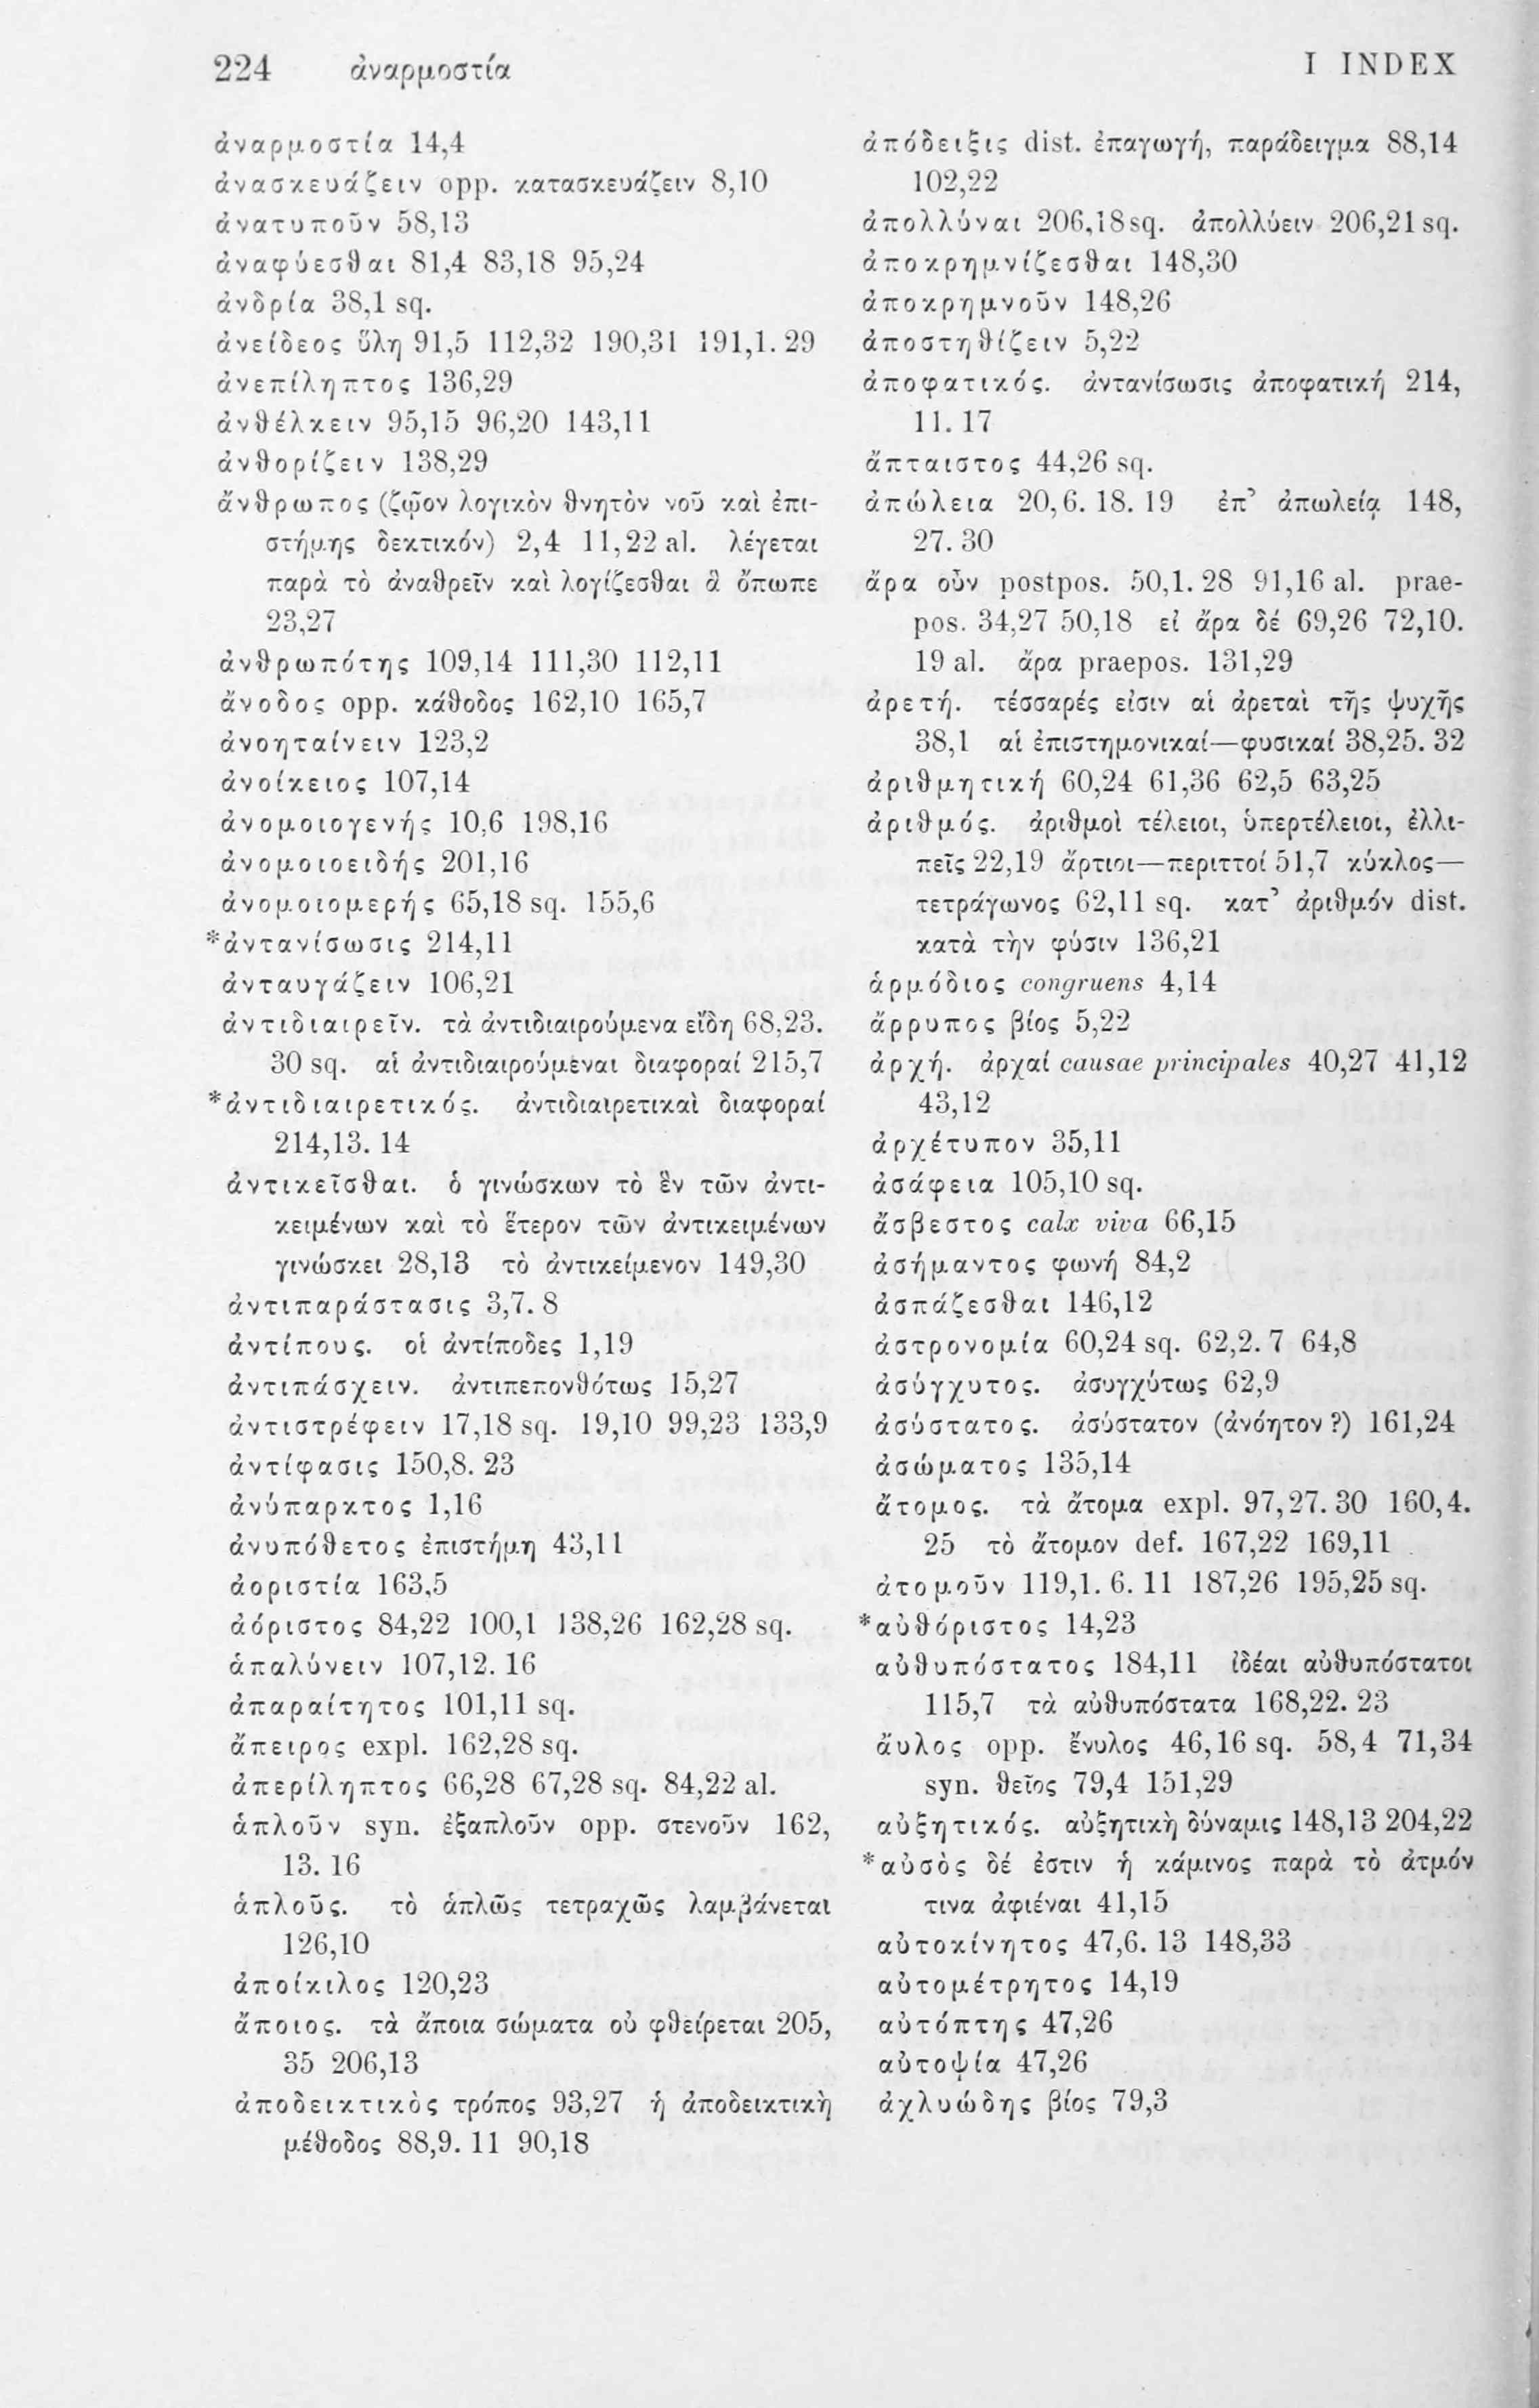 224 ἀναρμοστία I INDEX
ἀναρμοστία 14,4
ἀνασκευάζειν opp. κατασκευάζειν 8,10
ἀνατυποῦν 58,13
ἀναφύεσθαι 81,4 83,18 95,24
ἀνδρία 38,1 sq.
ἀνείδεος ὕλη 91,5 112,32 190,31 191,1. 29
ἀνεπίληπτος 136,29
ἀνθέλκειν 95,15 96,20 143,11
ἀνθορίζειν 138,29
ἄνθρωπος (ζῷον λογικὸν θνητὸν νοῦ καὶ ἐπι-
στήμης δεκτικόν) 2,4 11,22 al. λέγεται
παρὰ τὸ ἀναθρεῖν καὶ λογίζεσθαι ἃ ὄπωπε
23,27
ἀνθρωπότης 109,14 111,30 112,11
ἄνοδος opp. κάθοδος 162,10 165,7
ἀνοηταίνειν 123,2
ἀνοίκειος 107,14
ἀνομοιογενής 10,6 198,16
ἀνομοιοειδής 201,16
ἀνομοιομερής 65,18 sq. 155,6
*ἀντανίσωσις 214,11
ἀνταυγάζειν 106,21
ἀντιδιαιρεῖν. τὰ ἀντιδιαιρούμενα εἴδη 68,23.
30 sq. αἱ ἀντιδιαιρούμεναι διαφοραί 215,7
*ἀντιδιαιρετικός. ἀντιδιαιρετικαὶ διαφοραί
214,13. 14
ἀντικεῖσθαι. ὁ γινώσκων τὸ ἓν τῶν ἀντι-
κειμένων καὶ τὸ ἕτερον τῶν ἀντικειμένων
γινώσκει 28,13 τὸ ἀντικείμενον 149,30
ἀντιπαράστασις 3,7. 8
ἀντίπους. οἱ ἀντίποδες 1,19
ἀντιπάσχειν. ἀντιπεπονθότως 15,27
ἀντιστρέφειν 17,18 sq. 19,10 99,23 133,9
ἀντίφασις 150,8. 23
ἀνύπαρκτος 1,16
ἀνυπόθετος ἐπιστήμη 43,11
ἀοριστία 163,5
ἀόριστος 84,22 100,1 138,26 162,28 sq.
ἁπαλύνειν 107,12. 16
ἀπαραίτητος 101,11 sq.
ἄπειρος expl. 162,28 sq.
ἀπερίληπτος 66,28 67,28 sq. 84,22 al.
ἁπλοῦν syn. ἐξαπλοῦν opp. στενοῦν 162,
13. 16
ἁπλοῦς. τὸ ἁπλῶς τετραχῶς λαμβάνεται
126,10
ἀποίκιλος 120,23
ἄποιος. τὰ ἄποια σώματα οὐ φθείρεται 205,
35 206,13
ἀποδεικτικὸς τρόπος 93,27 ἡ ἀποδεικτικὴ
μέθοδος 88,9. 11 90,18
ἀπόδειξις dist. ἐπαγωγή, παράδειγμα 88,14
102,22
ἀπολλύναι 206,18 sq. ἀπολλύειν 206,21 sq.
ἀποκρημνίζεσθαι 148,30
ἀποκρημνοῦν 148,26
ἀποστηθίζειν 5,22
ἀποφατικός. ἀντανίσωσις ἀποφατική 214,
11. 17
ἄπταιστος 44,26 sq.
ἀπώλεια 20,6. 18. 19 ἐπ’ ἀπωλείᾳ 148,
27. 30
ἄρα οὖν postpos. 50,1. 28 91,16 al. prae-
pos. 34,27 50,18 εἰ ἄρα δέ 69,26 72,10.
19 al. ἄρα praepos. 131,29
ἀρετή. τέσσαρές εἰσιν αἱ ἀρεταὶ τῆς ψυχῆς
38,1 αἱ ἐπιστημονικαί—φυσικαί 38,25. 32
ἀριθμητική 60,24 61,36 62,5 63,25
ἀριθμός. ἀριθμοὶ τέλειοι, ὑπερτέλειοι, ἐλλι-
πεῖς 22,19 ἄρτιοι—περιττοί 51,7 κύκλος—
τετράγωνος 62,11 sq. κατ’ ἀριθμόν dist.
κατὰ τὴν φύσιν 136,21
ἁρμόδιος congruens 4,14
ἄρρυπος βίος 5,22
ἀρχή. ἀρχαί causae principales 40,27 41,12
43,12
ἀρχέτυπον 35,11
ἀσάφεια 105,10 sq.
ἄσβεστος calx viva 66,15
ἀσήμαντος φωνή 84,2
ἀσπάζεσθαι 146,12
ἀστρονομία 60,24 sq. 62,2. 7 64,8
ἀσύγχυτος. ἀσυγχύτως 62,9
ἀσύστατος. ἀσύστατον (ἀνόητον ?) 161,24
ἀσώματος 135,14
ἄτομος. τὰ ἄτομα expl. 97,27. 30 160,4.
25 τὸ ἄτομον def. 167,22 169,11
ἀτομοῦν 119,1. 6. 11 187,26 195,25 sq.
*αὐθόριστος 14,23
αὐθυπόστατος 184,11 ἰδέαι αὐθυπόστατοι
115,7 τὰ αὐθυπόστατα 168,22. 23
ἄυλος opp. ἔνυλος 46,16 sq. 58,4 71,34
syn. θεῖος 79,4 151,29
αὐξητικός. αὐξητικὴ δύναμις 148,13 204,22
*αὐσὸς δέ ἐστιν ἡ κάμινος παρὰ τὸ ἀτμόν
τινα ἀφιέναι 41,15
αὐτοκίνητος 47,6. 13 148,33
αὐτομέτρητος 14,19
αὐτόπτης 47,26
αὐτοψία 47,26
ἀχλυώδης βίος 79,3